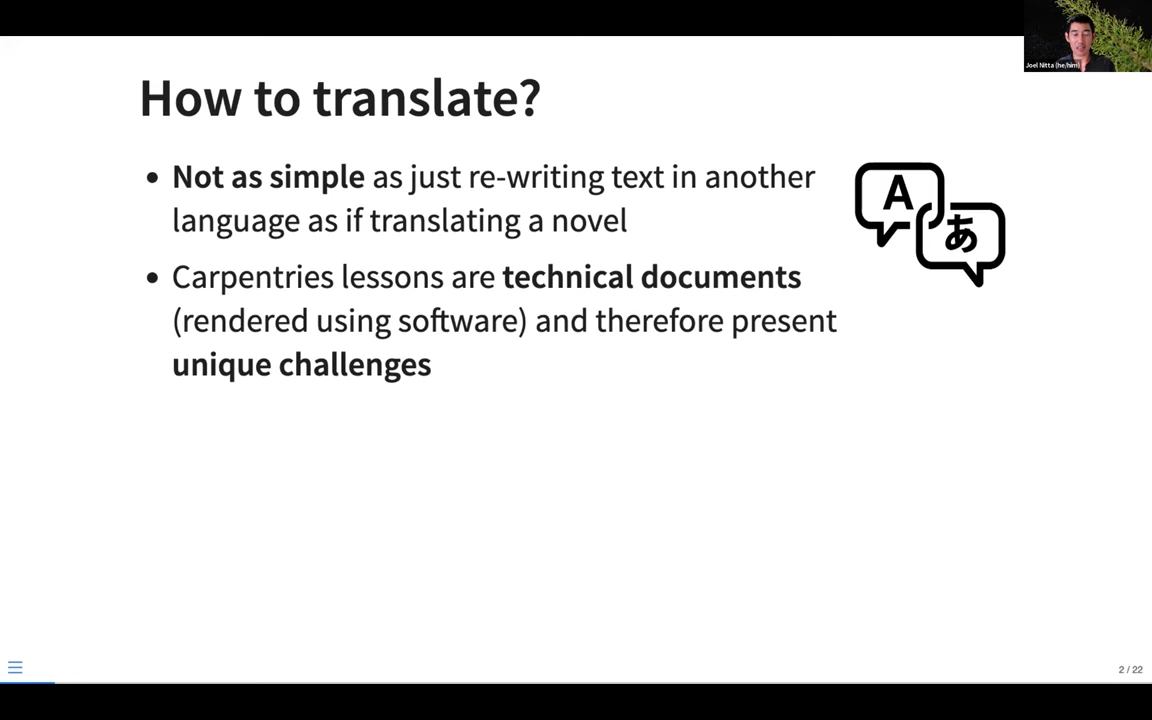 Joel Nitta (he/him)
How to translate?
• Not as simple as just re-writing text in another
language as if translating a novel
• Carpentries lessons are technical documents
(rendered using software) and therefore present
unique challenges
A
あ
2 / 22